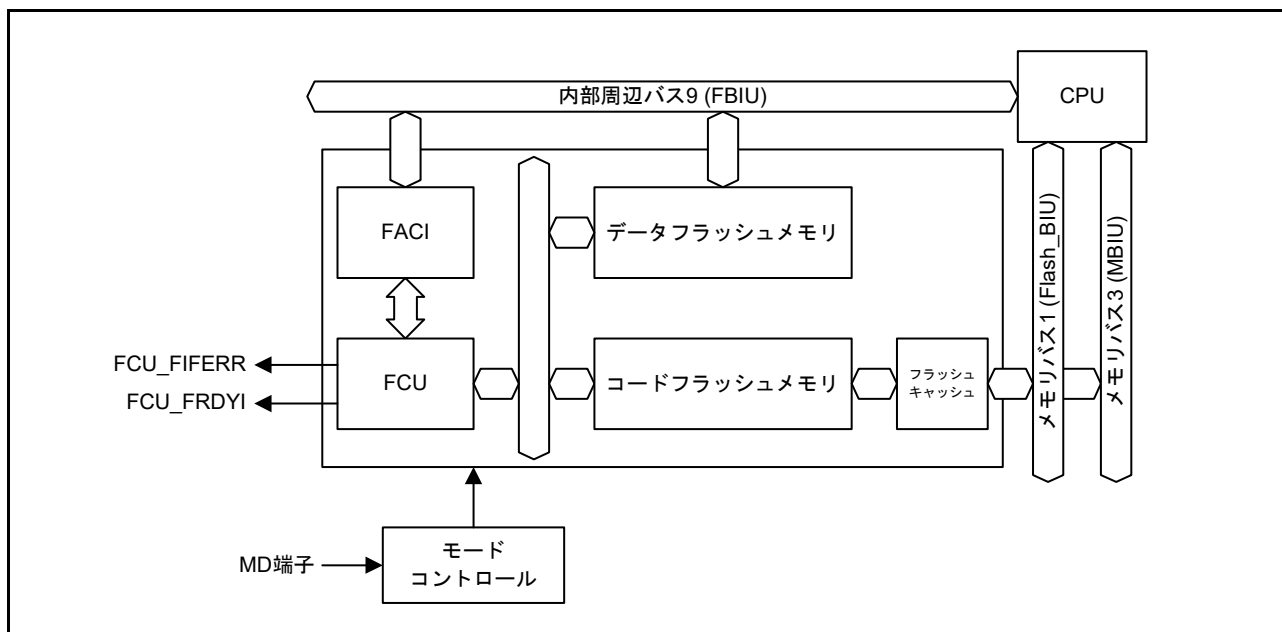 内部周辺バス9 (FBIU)
CPU
FACI
データフラッシュメモリ
FCU_FIFERR
FCU_FRDYI
FCU
コードフラッシュメモリ
フラッシュ
キャッシュ
メモリバス1 (Flash_BIU)
メモリバス3 (MBIU)
MD端子
モード
コントロール